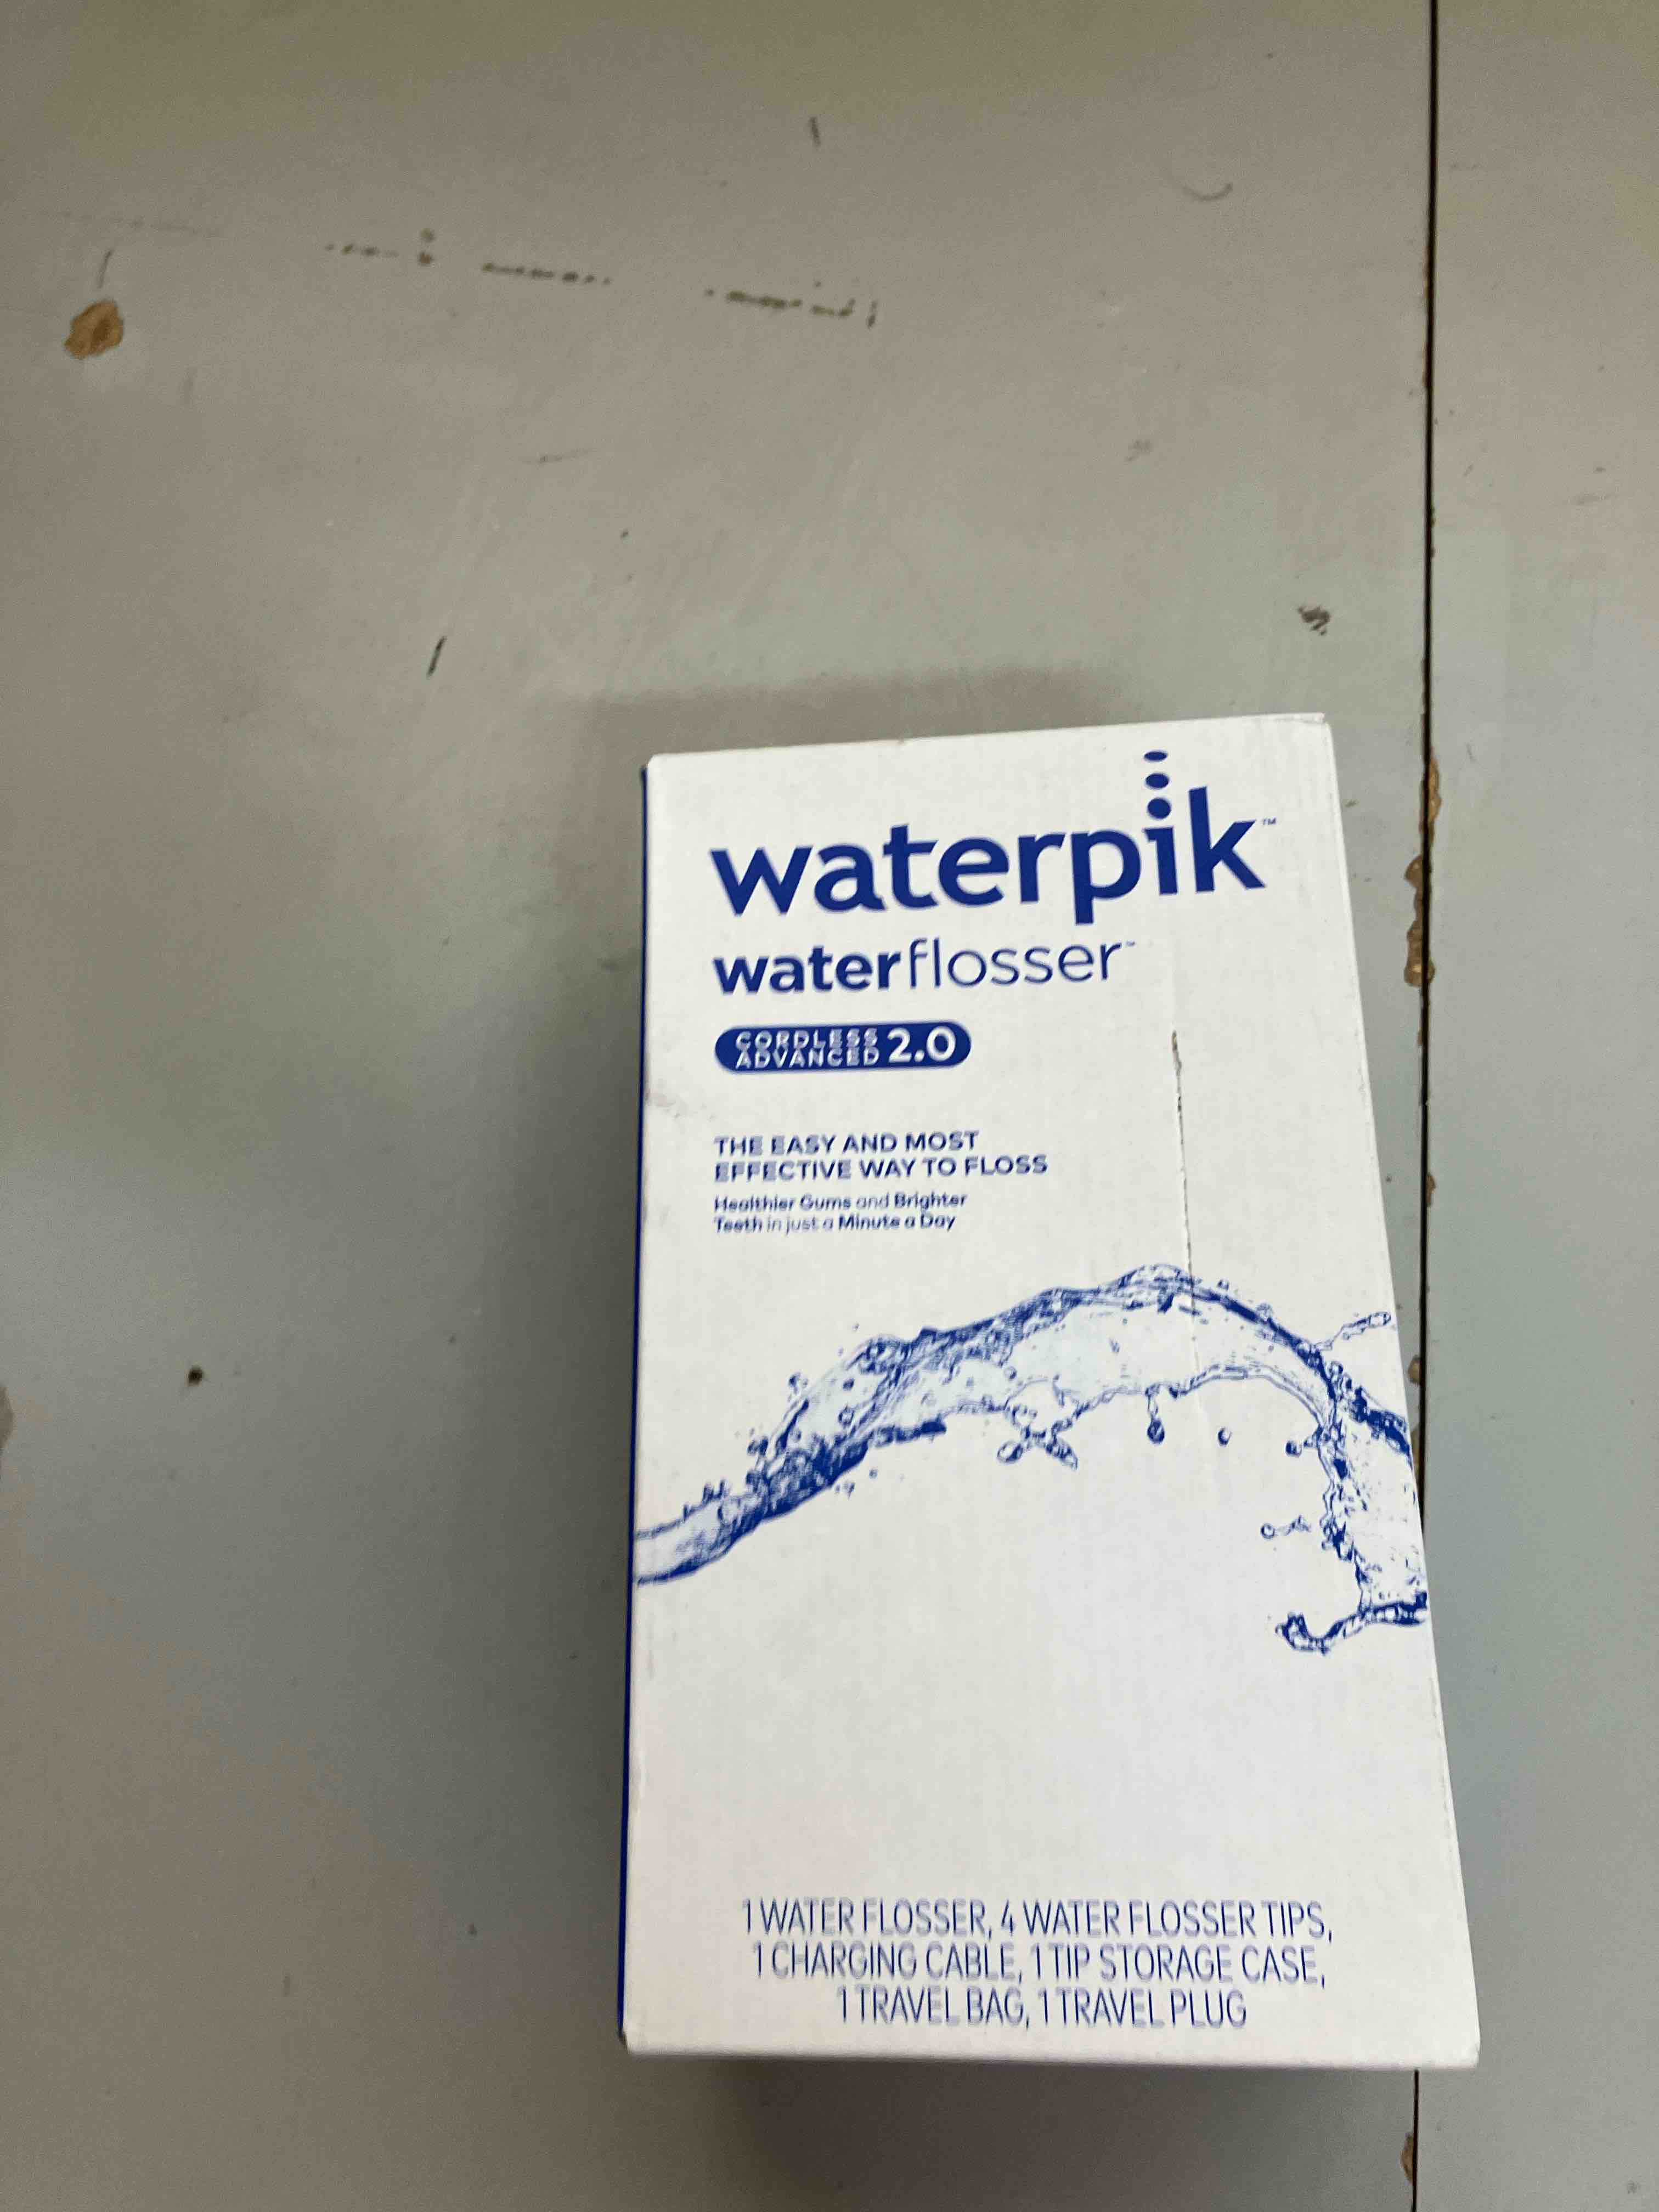 waterpik™
waterflosser™
CORDLESS
ADVANCED 2.0
THE EASY AND MOST
EFFECTIVE WAY TO FLOSS
Healthier Gums and Brighter
Teeth in just a Minute a Day
1 WATER FLOSSER, 4 WATER FLOSSER TIPS,
1 CHARGING CABLE, 1 TIP STORAGE CASE,
1 TRAVEL BAG, 1 TRAVEL PLUG